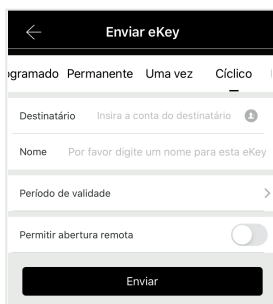 Enviar eKey
ogramado Permanente Uma vez Cíclico
Destinatário Insira a conta do destinatário
Nome Por favor digite um nome para esta eKey
Período de validade
Permitir abertura remota
Enviar